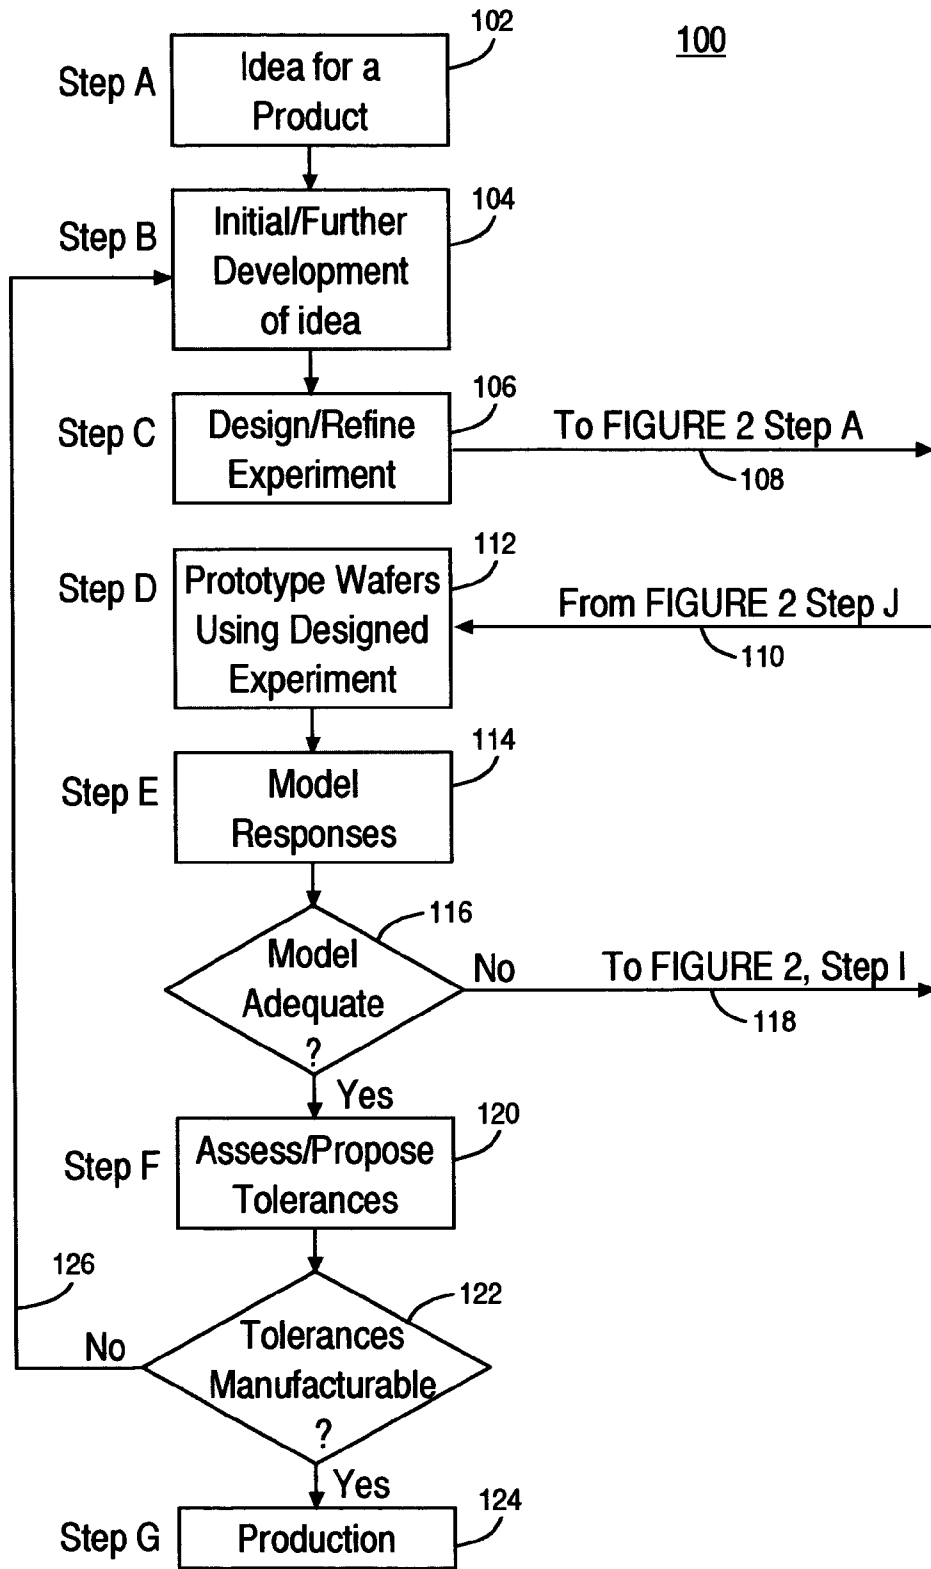 100
102
Step A
Idea for a
Product
104
Step B
Initial/Further
Development
of idea
106
Step C
Design/Refine
Experiment
To FIGURE 2 Step A
108
112
Step D
Prototype Wafers
Using Designed
Experiment
From FIGURE 2 Step J
110
114
Step E
Model
Responses
116
Model
Adequate
?
No
To FIGURE 2, Step I
118
Yes
120
Step F
Assess/Propose
Tolerances
126
122
No
Tolerances
Manufacturable
?
Yes
124
Step G
Production